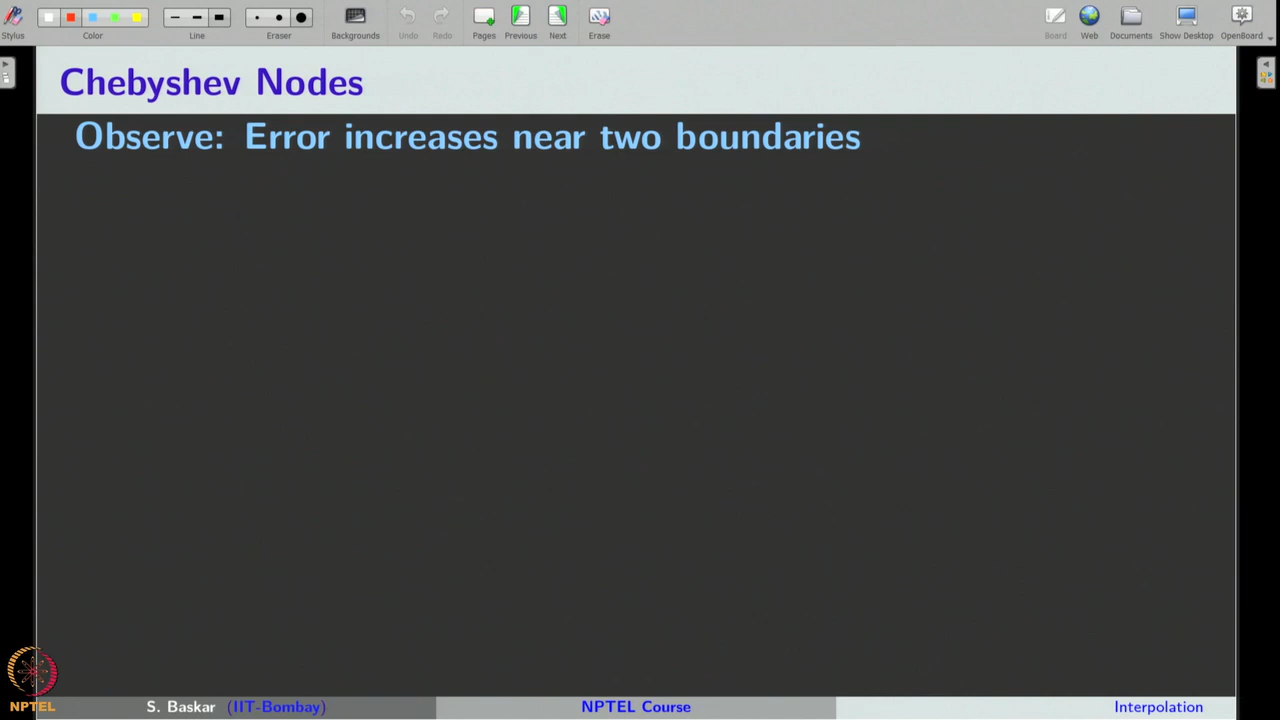 Stylus
Color
Line
Eraser
Backgrounds
Undo
Redo
Pages
Previous
Next
Erase
Board
Web
Documents
Show Desktop
OpenBoard
Chebyshev Nodes
Observe: Error increases near two boundaries
NPTEL
S. Baskar (IIT-Bombay)
NPTEL Course
Interpolation